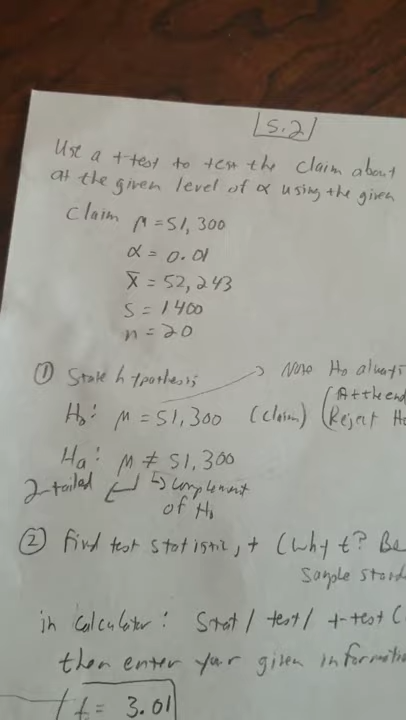 5.2
Use a t test to test the claim about
at the given level of α using the given
Claim μ = 51,300
α = 0.01
x̄ = 52,243
S = 1400
n = 20
① State hypothesis → Note Ho always
(At the end
Ho: μ = 51,300 (claim) (Reject Ho
Ha: μ ≠ 51,300
2-tailed ↵ ↳ complement
of Ho
② Find test statistic, t (Why t? Be
Sample stand
in calculator: Stat / test / t-test (
then enter your given informatio
t = 3.01